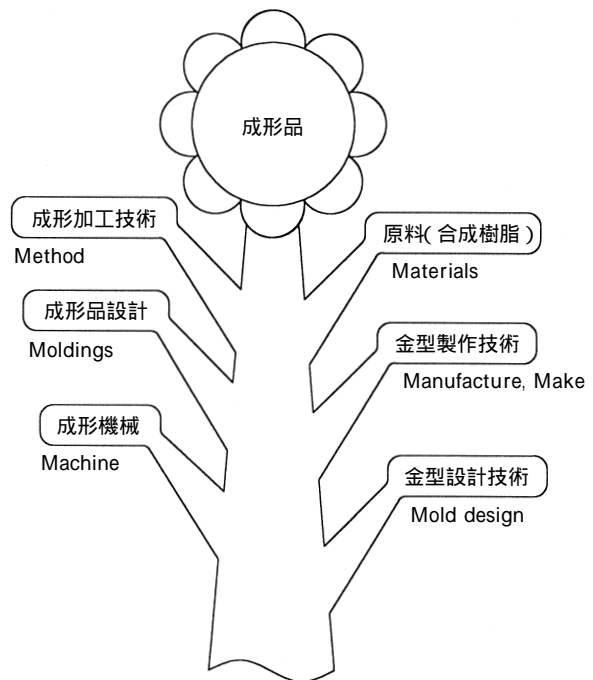 成形品
成形加工技術
Method
原料(合成樹脂)
Materials
成形品設計
Moldings
金型製作技術
Manufacture, Make
成形機械
Machine
金型設計技術
Mold design